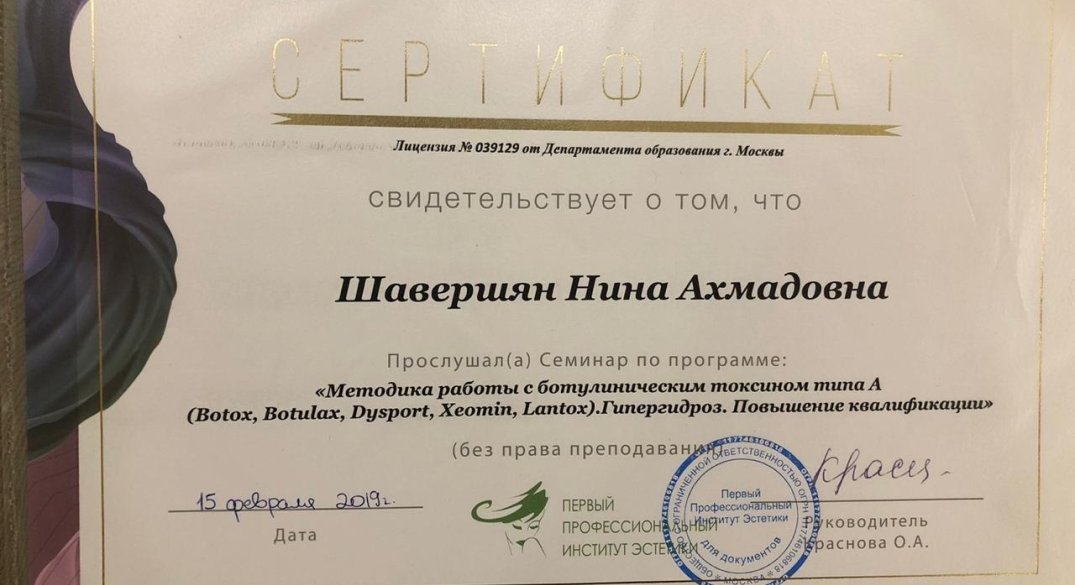 СЕРТИФИКАТ
Лицензия № 039129 от Департамента образования г. Москвы
свидетельствует о том, что
Шавершян Нина Ахмадовна
Прослушал(а) Семинар по программе:
«Методика работы с ботулиническим токсином типа А
(Botox, Botulax, Dysport, Xeomin, Lantox).Гипергидроз. Повышение квалификации»
(без права преподавания)
15 февраля 2019г.
Дата
ПЕРВЫЙ
ПРОФЕССИОНАЛЬНЫЙ
ИНСТИТУТ ЭСТЕТИКИ
Первый
Профессиональный
Институт Эстетики
для документов
МОСКВА
Руководитель
Краснова О.А.